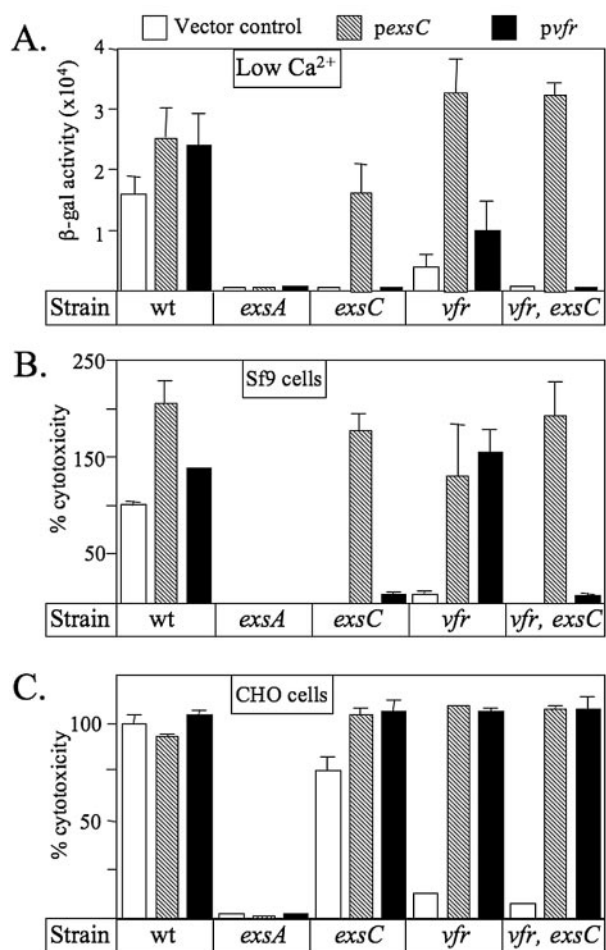 Vector control pexsC pvfr
A.
Low Ca²⁺
β-gal activity (x10⁴)
4
3
2
1
Strain wt exsA exsC vfr vfr, exsC
B.
Sf9 cells
% cytotoxicity
250
150
50
Strain wt exsA exsC vfr vfr, exsC
C.
CHO cells
% cytotoxicity
100
50
Strain wt exsA exsC vfr vfr, exsC